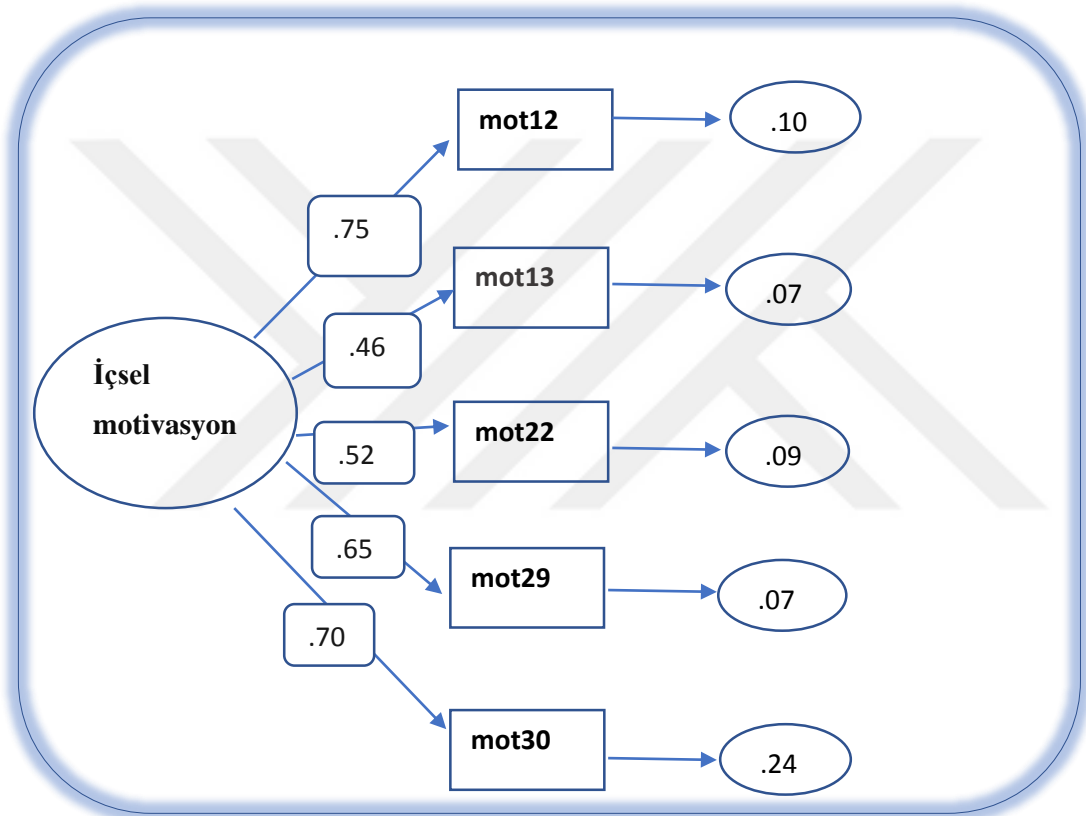 mot12
.10
.75
mot13
.07
.46
İçsel
motivasyon
mot22
.52
.09
.65
mot29
.07
.70
mot30
.24